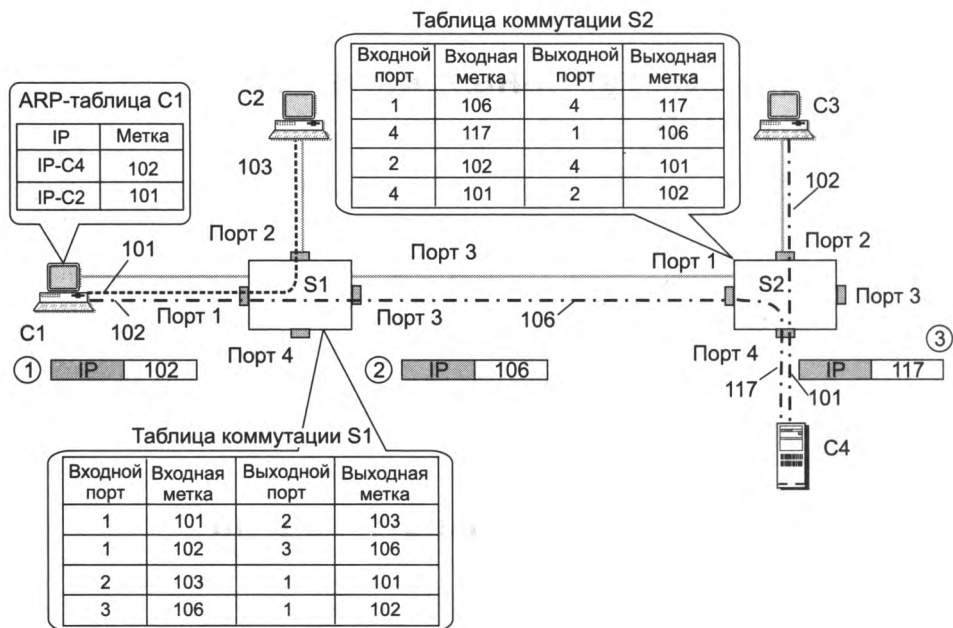 Таблица коммутации S2
Входной порт Входная метка Выходной порт Выходная метка
1 106 4 117
4 117 1 106
2 102 4 101
4 101 2 102
ARP-таблица C1
IP Метка
IP-C4 102
IP-C2 101
C2
103
C3
102
Порт 2
Порт 3
Порт 1
Порт 2
101
S1
S2
Порт 3
C1
102
Порт 1
Порт 3
106
Порт 4
Порт 4
1 IP 102
2 IP 106
3 IP 117
117
101
C4
Таблица коммутации S1
Входной порт Входная метка Выходной порт Выходная метка
1 101 2 103
1 102 3 106
2 103 1 101
3 106 1 102